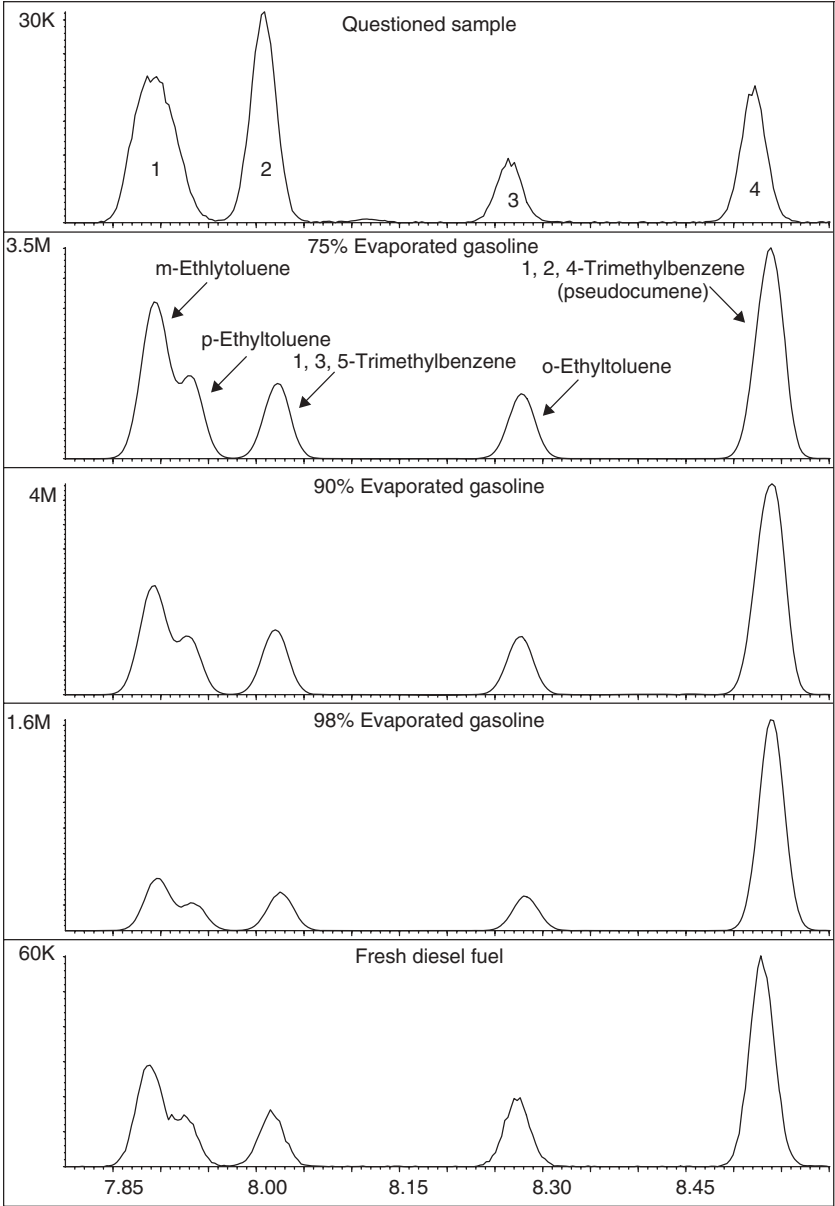 30K
Questioned sample
1
2
3
4
3.5M
75% Evaporated gasoline
m-Ethlytoluene
p-Ethyltoluene
1, 3, 5-Trimethylbenzene
o-Ethyltoluene
1, 2, 4-Trimethylbenzene
(pseudocumene)
4M
90% Evaporated gasoline
1.6M
98% Evaporated gasoline
60K
Fresh diesel fuel
7.85 8.00 8.15 8.30 8.45